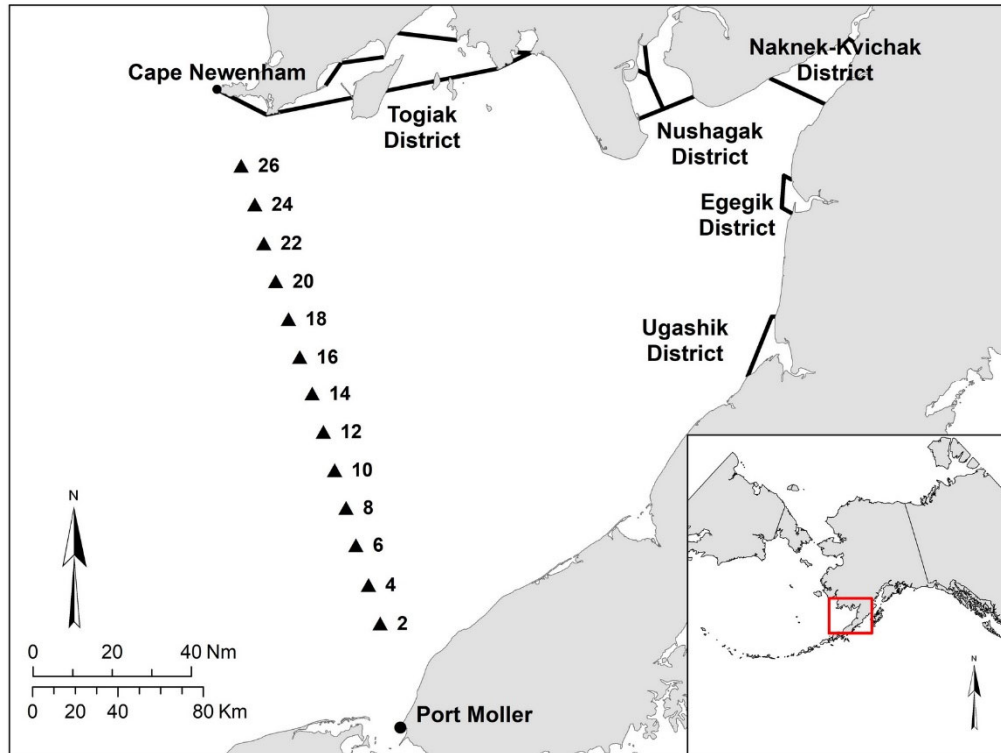 Cape Newenham
Naknek-Kvichak
District
Togiak
District
Nushagak
District
26
Egegik
District
24
22
20
18
Ugashik
District
16
14
12
10
8
6
4
2
N
0 20 40 Nm
0 20 40 80 Km
Port Moller
N